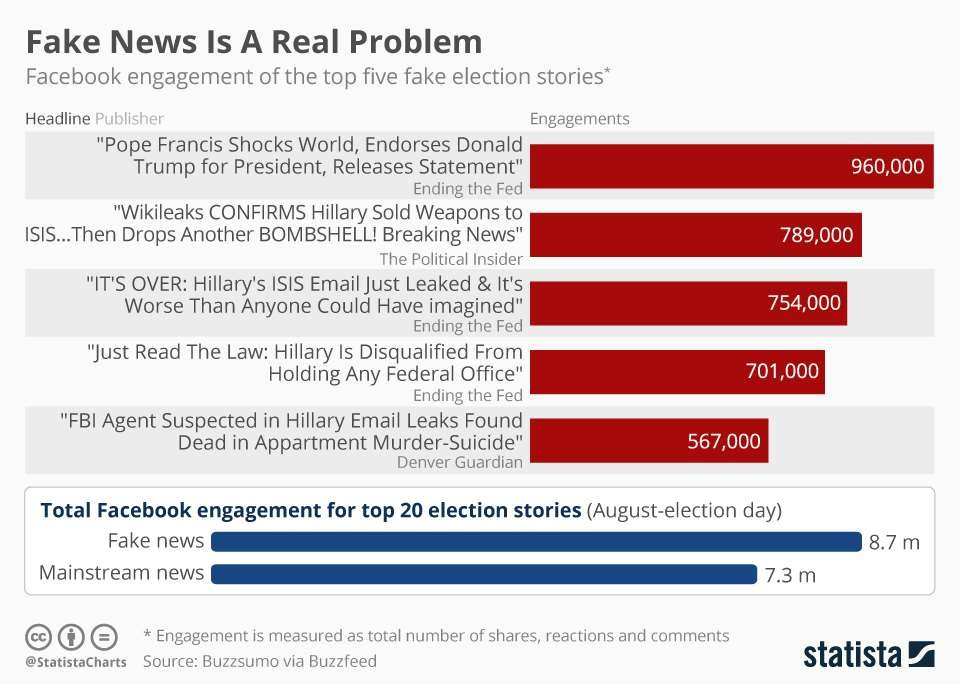 Fake News Is A Real Problem
Facebook engagement of the top five fake election stories*
Headline Publisher
Engagements
"Pope Francis Shocks World, Endorses Donald
Trump for President, Releases Statement"
Ending the Fed
960,000
"Wikileaks CONFIRMS Hillary Sold Weapons to
ISIS...Then Drops Another BOMBSHELL! Breaking News"
The Political Insider
789,000
"IT'S OVER: Hillary's ISIS Email Just Leaked & It's
Worse Than Anyone Could Have imagined"
Ending the Fed
754,000
"Just Read The Law: Hillary Is Disqualified From
Holding Any Federal Office"
Ending the Fed
701,000
"FBI Agent Suspected in Hillary Email Leaks Found
Dead in Appartment Murder-Suicide"
Denver Guardian
567,000
Total Facebook engagement for top 20 election stories (August-election day)
Fake news 8.7 m
Mainstream news 7.3 m
* Engagement is measured as total number of shares, reactions and comments
Source: Buzzsumo via Buzzfeed
cc
@StatistaCharts
statista